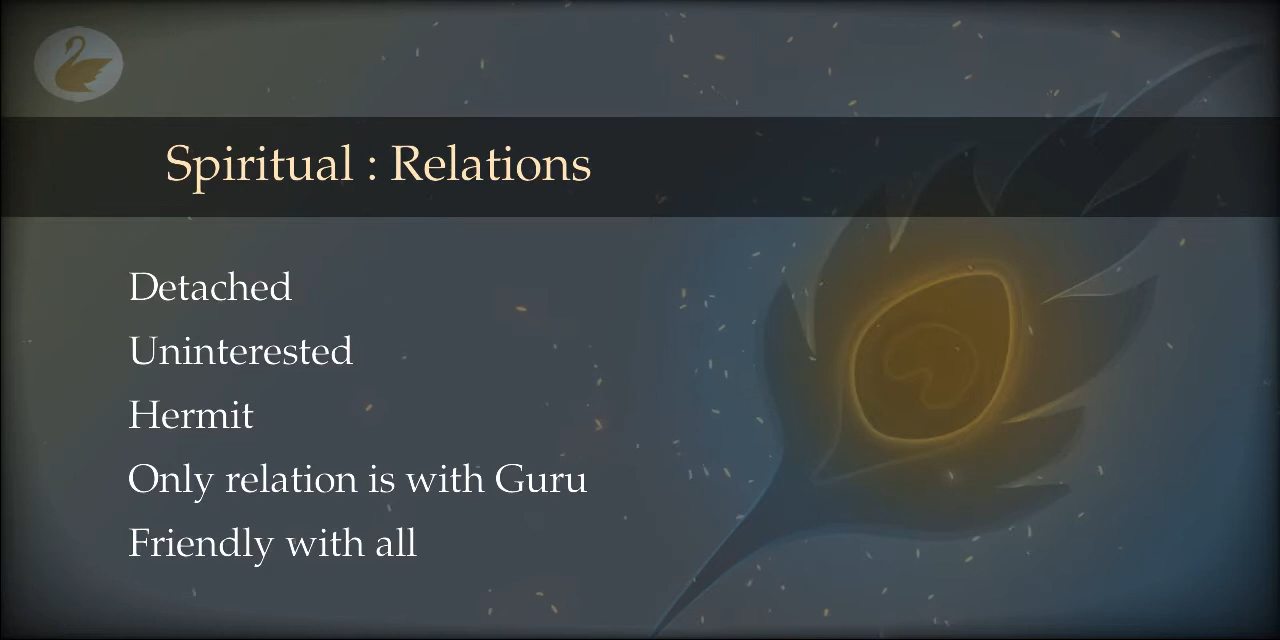 Spiritual : Relations
Detached
Uninterested
Hermit
Only relation is with Guru
Friendly with all